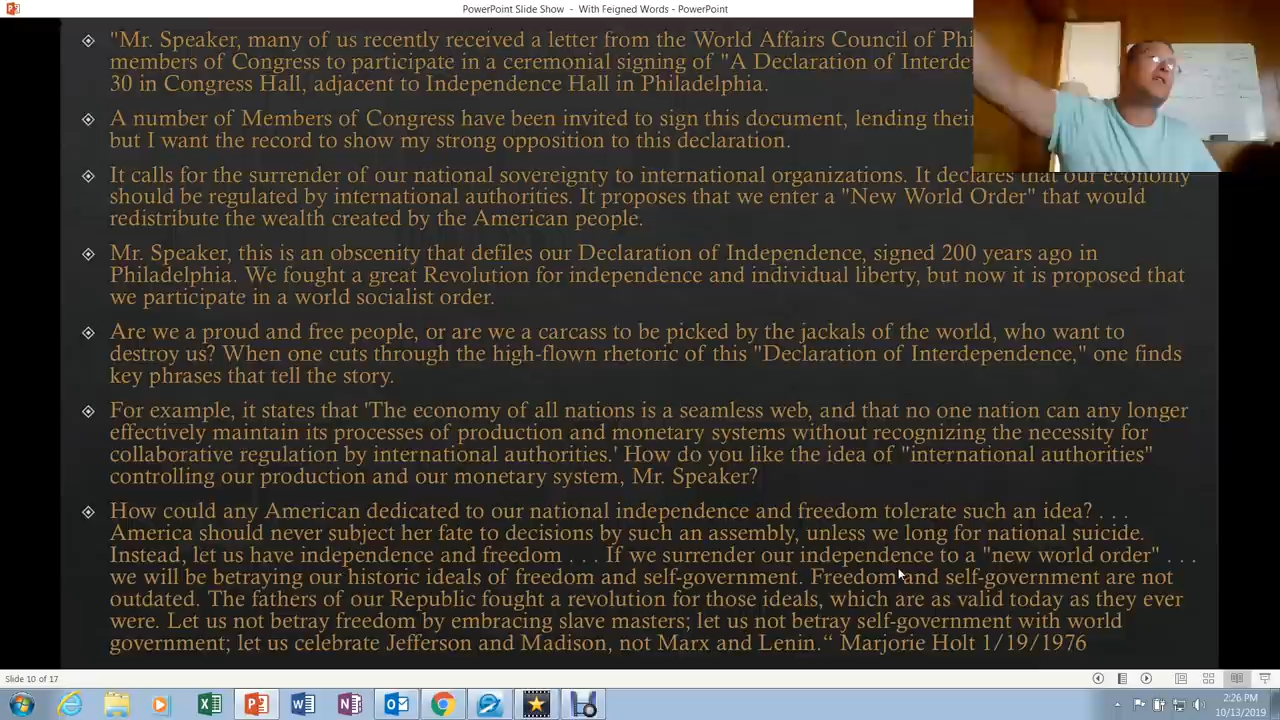 PowerPoint Slide Show - With Feigned Words - PowerPoint
"Mr. Speaker, many of us recently received a letter from the World Affairs Council of
members of Congress to participate in a ceremonial signing of "A Declaration of
30 in Congress Hall, adjacent to Independence Hall in Philadelphia.
A number of Members of Congress have been invited to sign this document, lending
but I want the record to show my strong opposition to this declaration.
It calls for the surrender of our national sovereignty to international organizations. It declares that our economy
should be regulated by international authorities. It proposes that we enter a "New World Order" that would
redistribute the wealth created by the American people.
Mr. Speaker, this is an obscenity that defiles our Declaration of Independence, signed 200 years ago in
Philadelphia. We fought a great Revolution for independence and individual liberty, but now it is proposed that
we participate in a world socialist order.
Are we a proud and free people, or are we a carcass to be picked by the jackals of the world, who want to
destroy us? When one cuts through the high-flown rhetoric of this "Declaration of Interdependence," one finds
key phrases that tell the story.
For example, it states that 'The economy of all nations is a seamless web, and that no one nation can any longer
effectively maintain its processes of production and monetary systems without recognizing the necessity for
collaborative regulation by international authorities.' How do you like the idea of "international authorities"
controlling our production and our monetary system, Mr. Speaker?
How could any American dedicated to our national independence and freedom tolerate such an idea? . . .
America should never subject her fate to decisions by such an assembly, unless we long for national suicide.
Instead, let us have independence and freedom . . . If we surrender our independence to a "new world order" . . .
we will be betraying our historic ideals of freedom and self-government. Freedom and self-government are not
outdated. The fathers of our Republic fought a revolution for those ideals, which are as valid today as they ever
were. Let us not betray freedom by embracing slave masters; let us not betray self-government with world
government; let us celebrate Jefferson and Madison, not Marx and Lenin.“ Marjorie Holt 1/19/1976
Slide 10 of 17
2:26 PM
10/13/2019